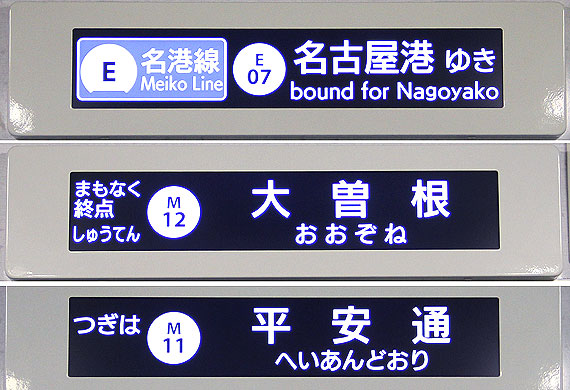 E 名港線 E 名古屋港 ゆき
Meiko Line 07 bound for Nagoyako
まもなく M 大曽根
終点 12
しゅうてん おおぞね
つぎは M 平安通
11 へいあんどおり